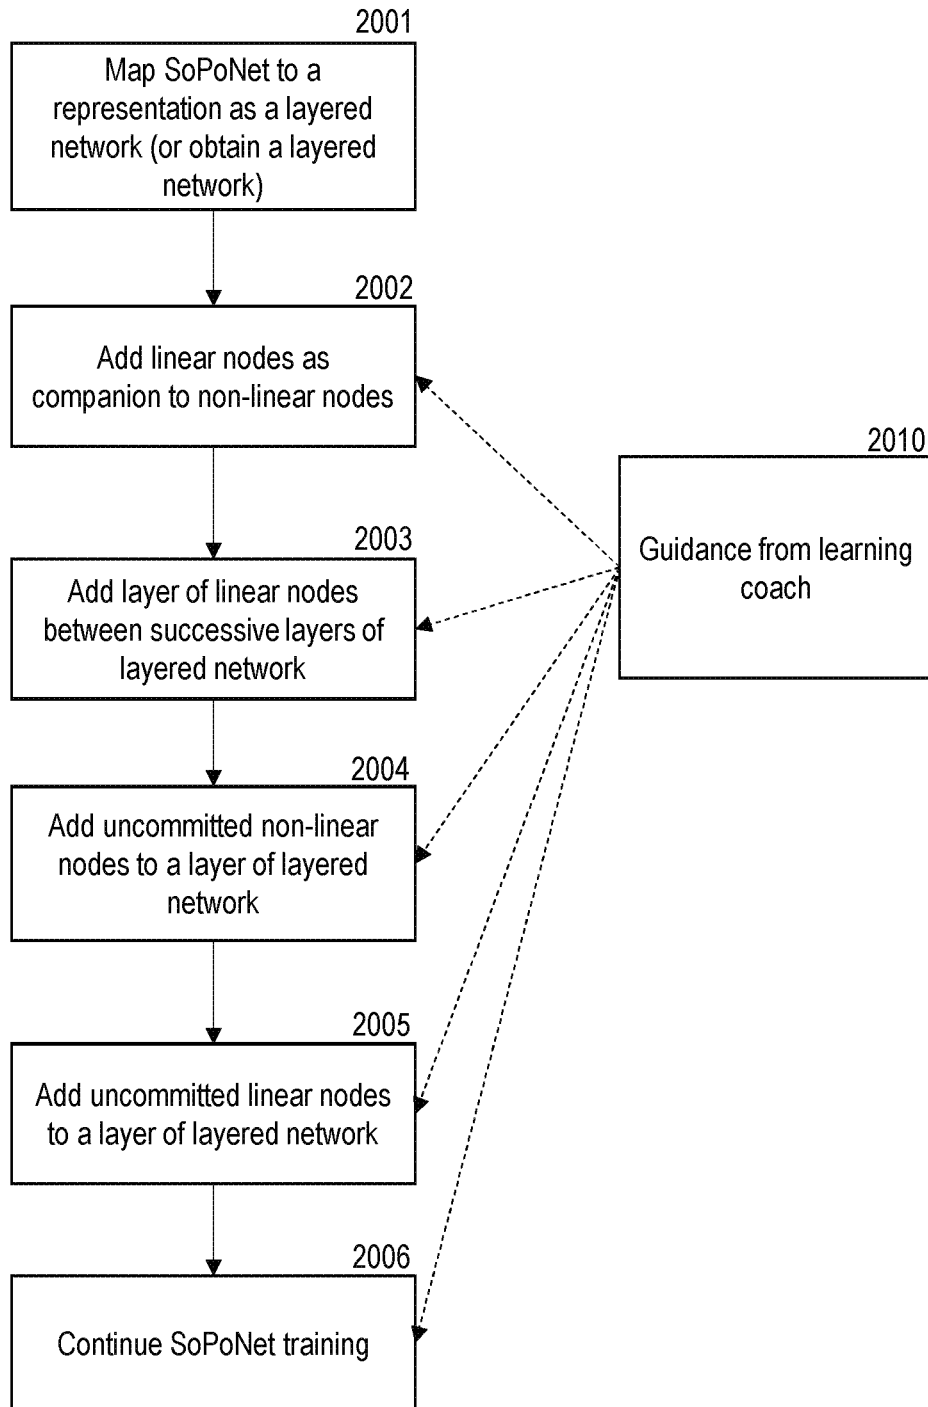 2001
Map SoPoNet to a
representation as a layered
network (or obtain a layered
network)
2002
Add linear nodes as
companion to non-linear nodes
2010
Guidance from learning
coach
2003
Add layer of linear nodes
between successive layers of
layered network
2004
Add uncommitted non-linear
nodes to a layer of layered
network
2005
Add uncommitted linear nodes
to a layer of layered network
2006
Continue SoPoNet training